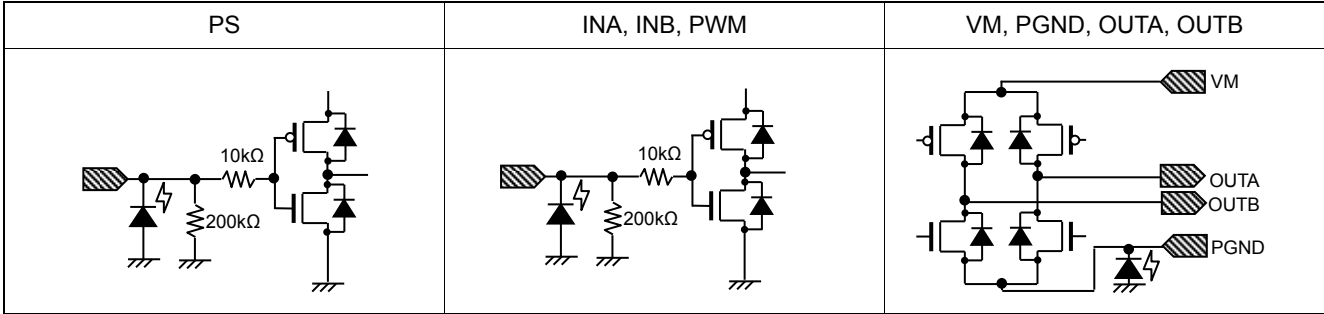 PS
INA, INB, PWM
VM, PGND, OUTA, OUTB
10kΩ
200kΩ
10kΩ
200kΩ
VM
OUTA
OUTB
PGND